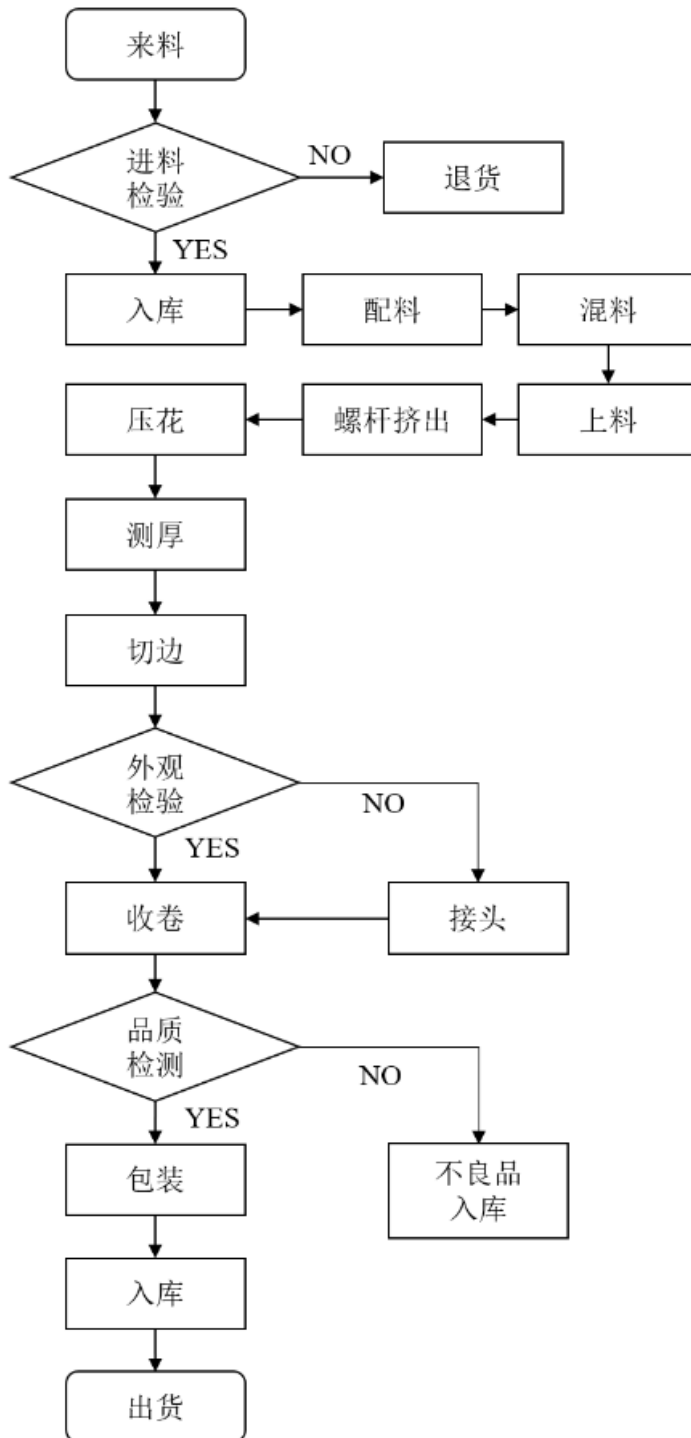 来料
进料
检验
NO
退货
YES
入库
配料
混料
压花
螺杆挤出
上料
测厚
切边
外观
检验
NO
YES
收卷
接头
品质
检测
NO
YES
包装
不良品
入库
入库
出货